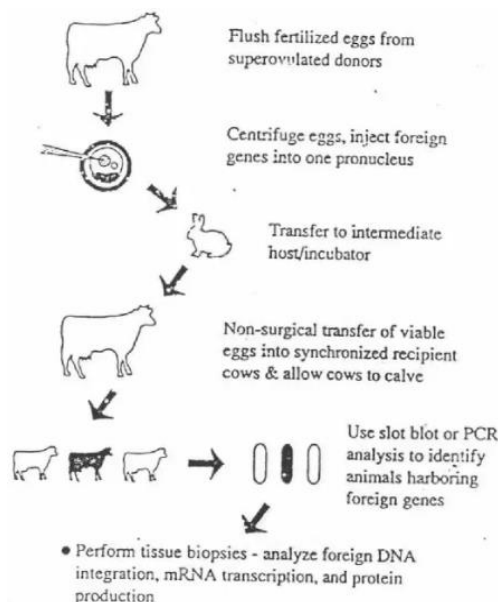 Flush fertilized eggs from
superovulated donors
Centrifuge eggs, inject foreign
genes into one pronucleus
Transfer to intermediate
host/incubator
Non-surgical transfer of viable
eggs into synchronized recipient
cows & allow cows to calve
Use slot blot or PCR
analysis to identify
animals harboring
foreign genes
• Perform tissue biopsies - analyze foreign DNA
integration, mRNA transcription, and protein
production